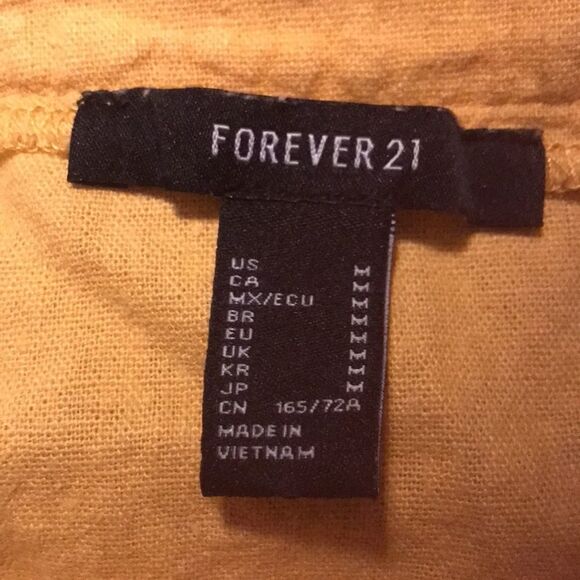 FOREVER 21
US M
CA M
MX/ECU M
BR M
EU M
UK M
KR M
JP M
CN 165/72A
MADE IN
VIETNAM